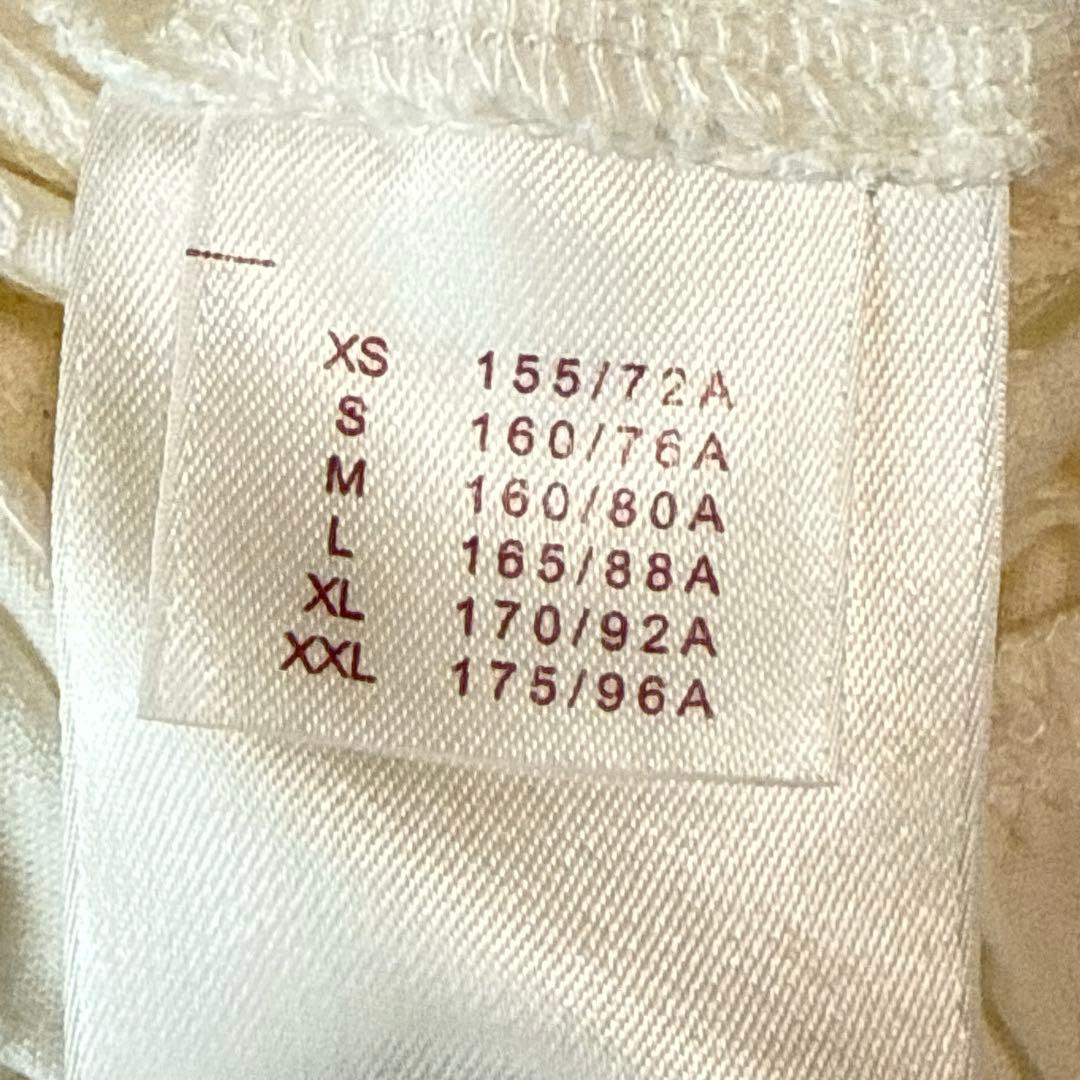 XS 155/72A
S 160/76A
M 160/80A
L 165/88A
XL 170/92A
XXL 175/96A